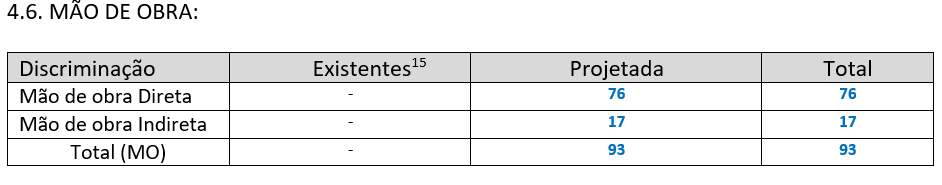 4.6. MÃO DE OBRA:
Discriminação Existentes15 Projetada Total
Mão de obra Direta - 76 76
Mão de obra Indireta - 17 17
Total (MO) - 93 93